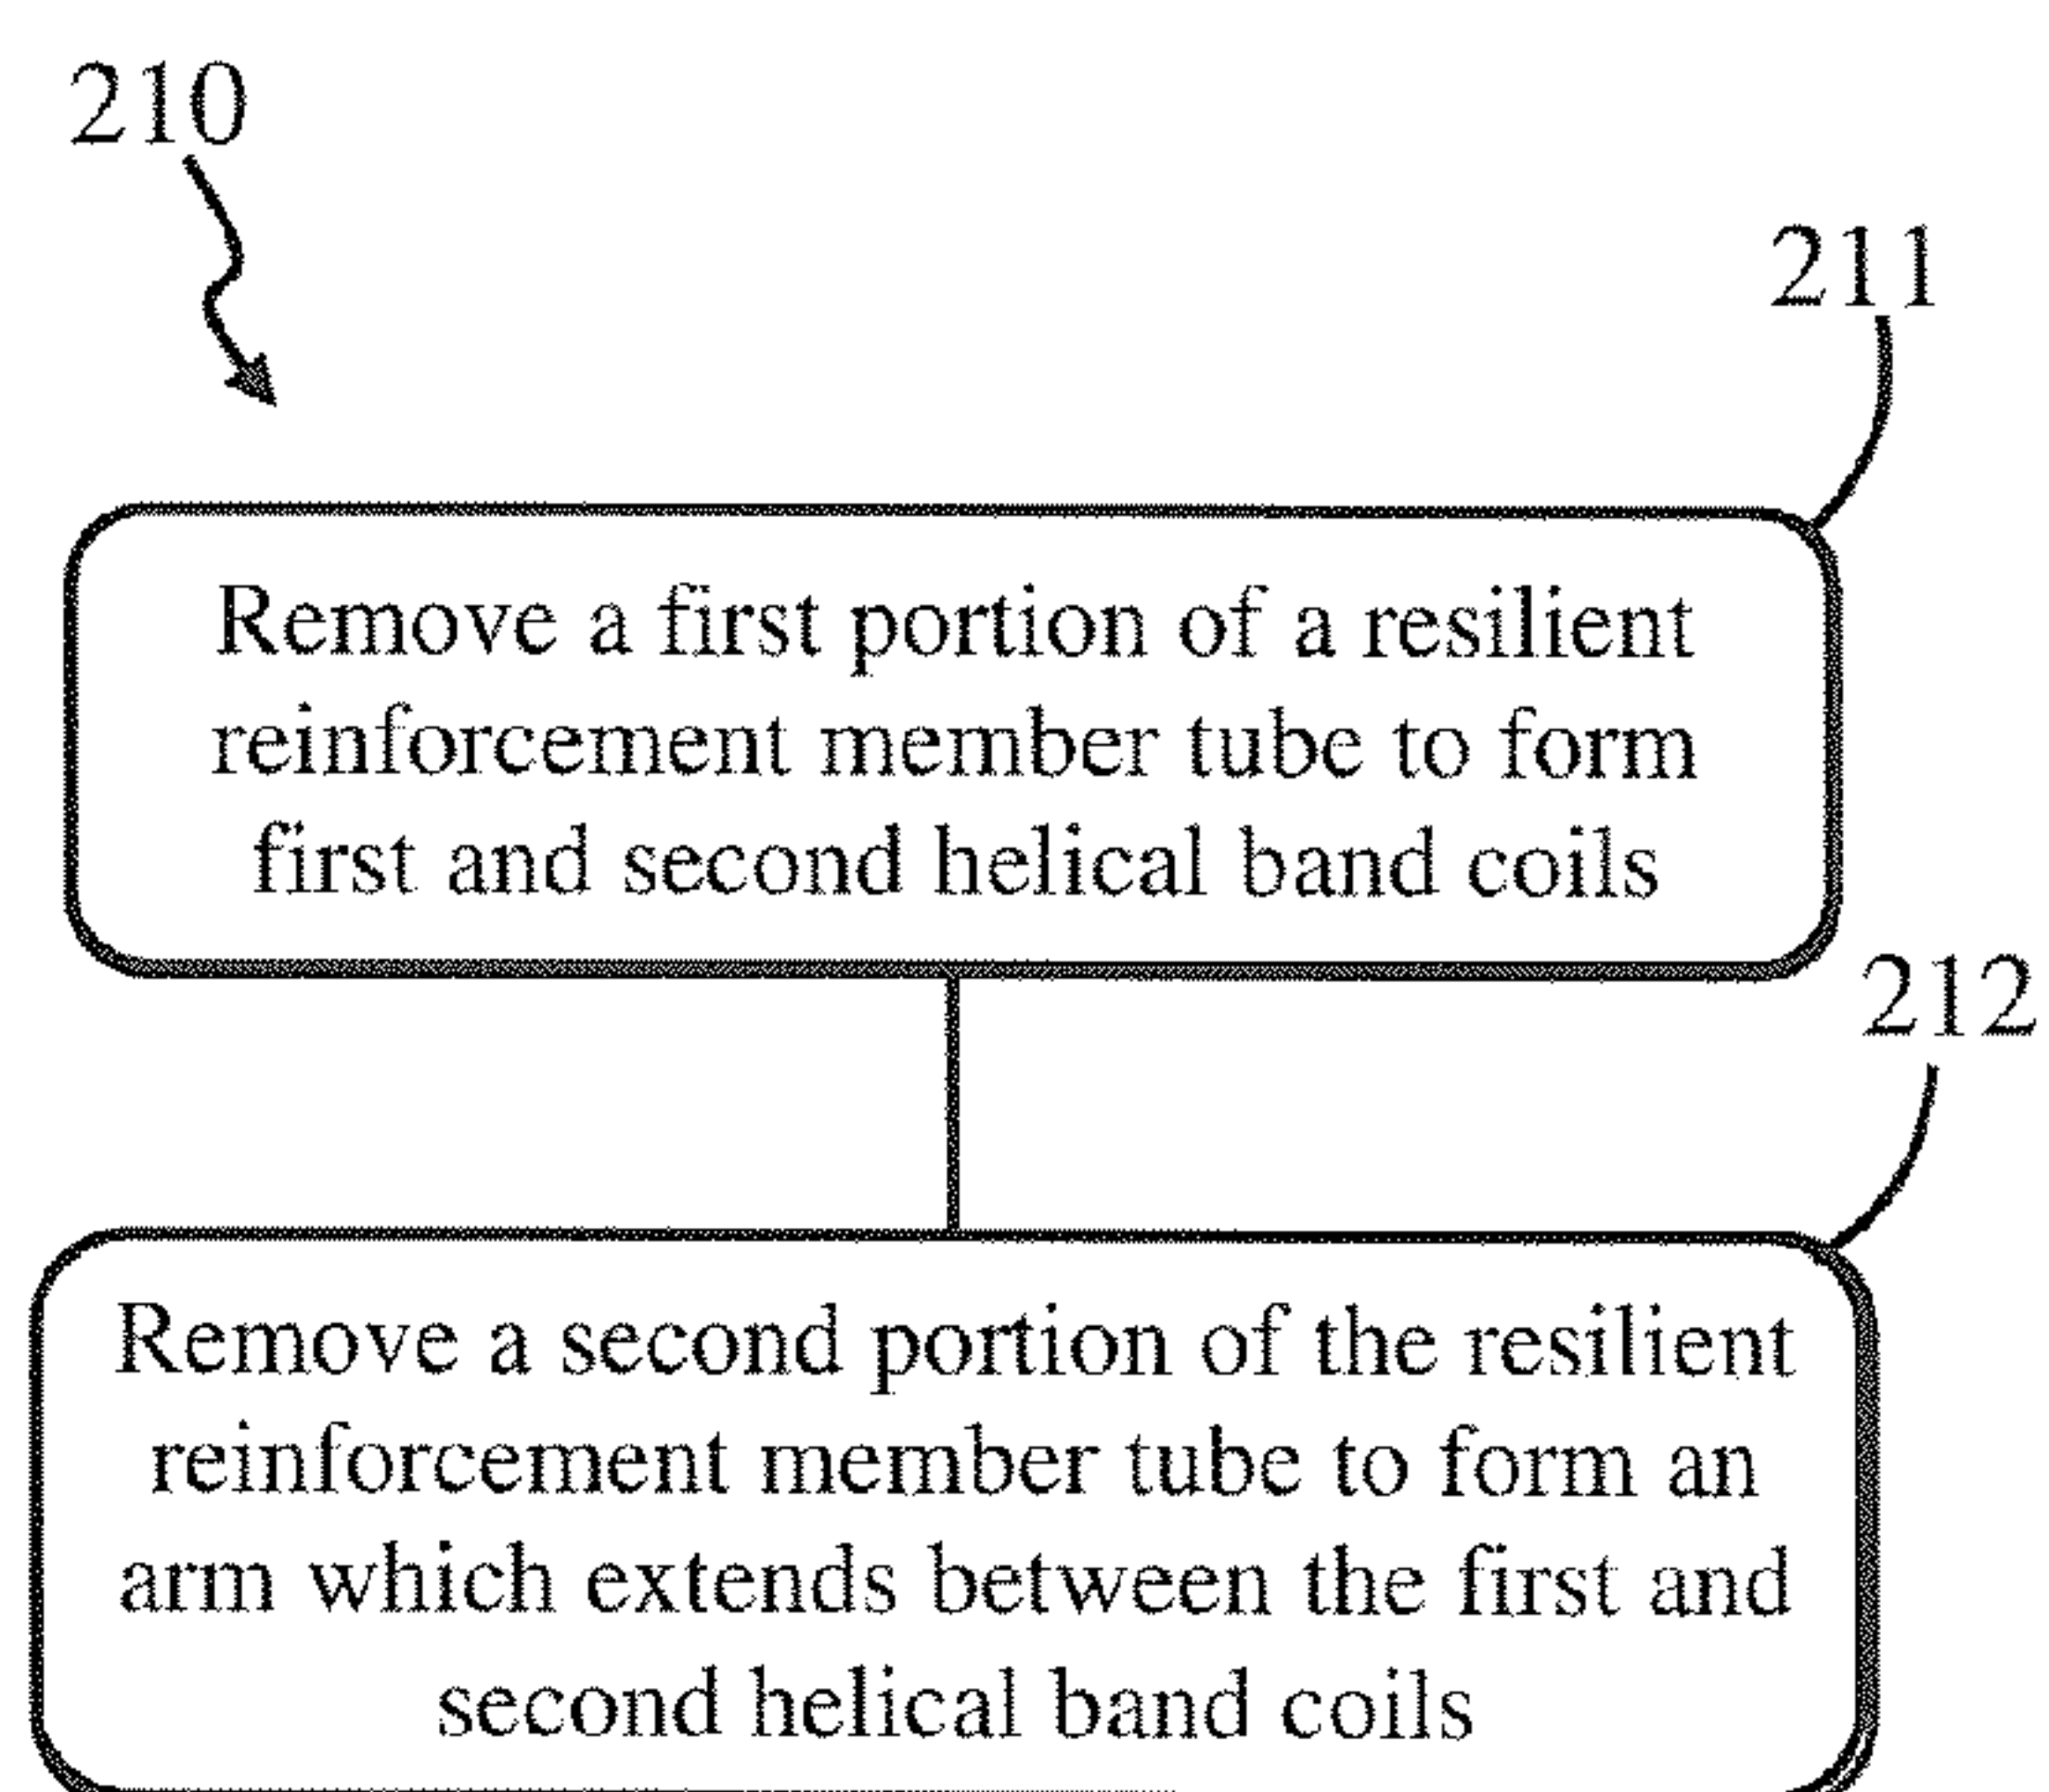 210
211
Remove a first portion of a resilient
reinforcement member tube to form
first and second helical band coils
212
Remove a second portion of the resilient
reinforcement member tube to form an
arm which extends between the first and
second helical band coils